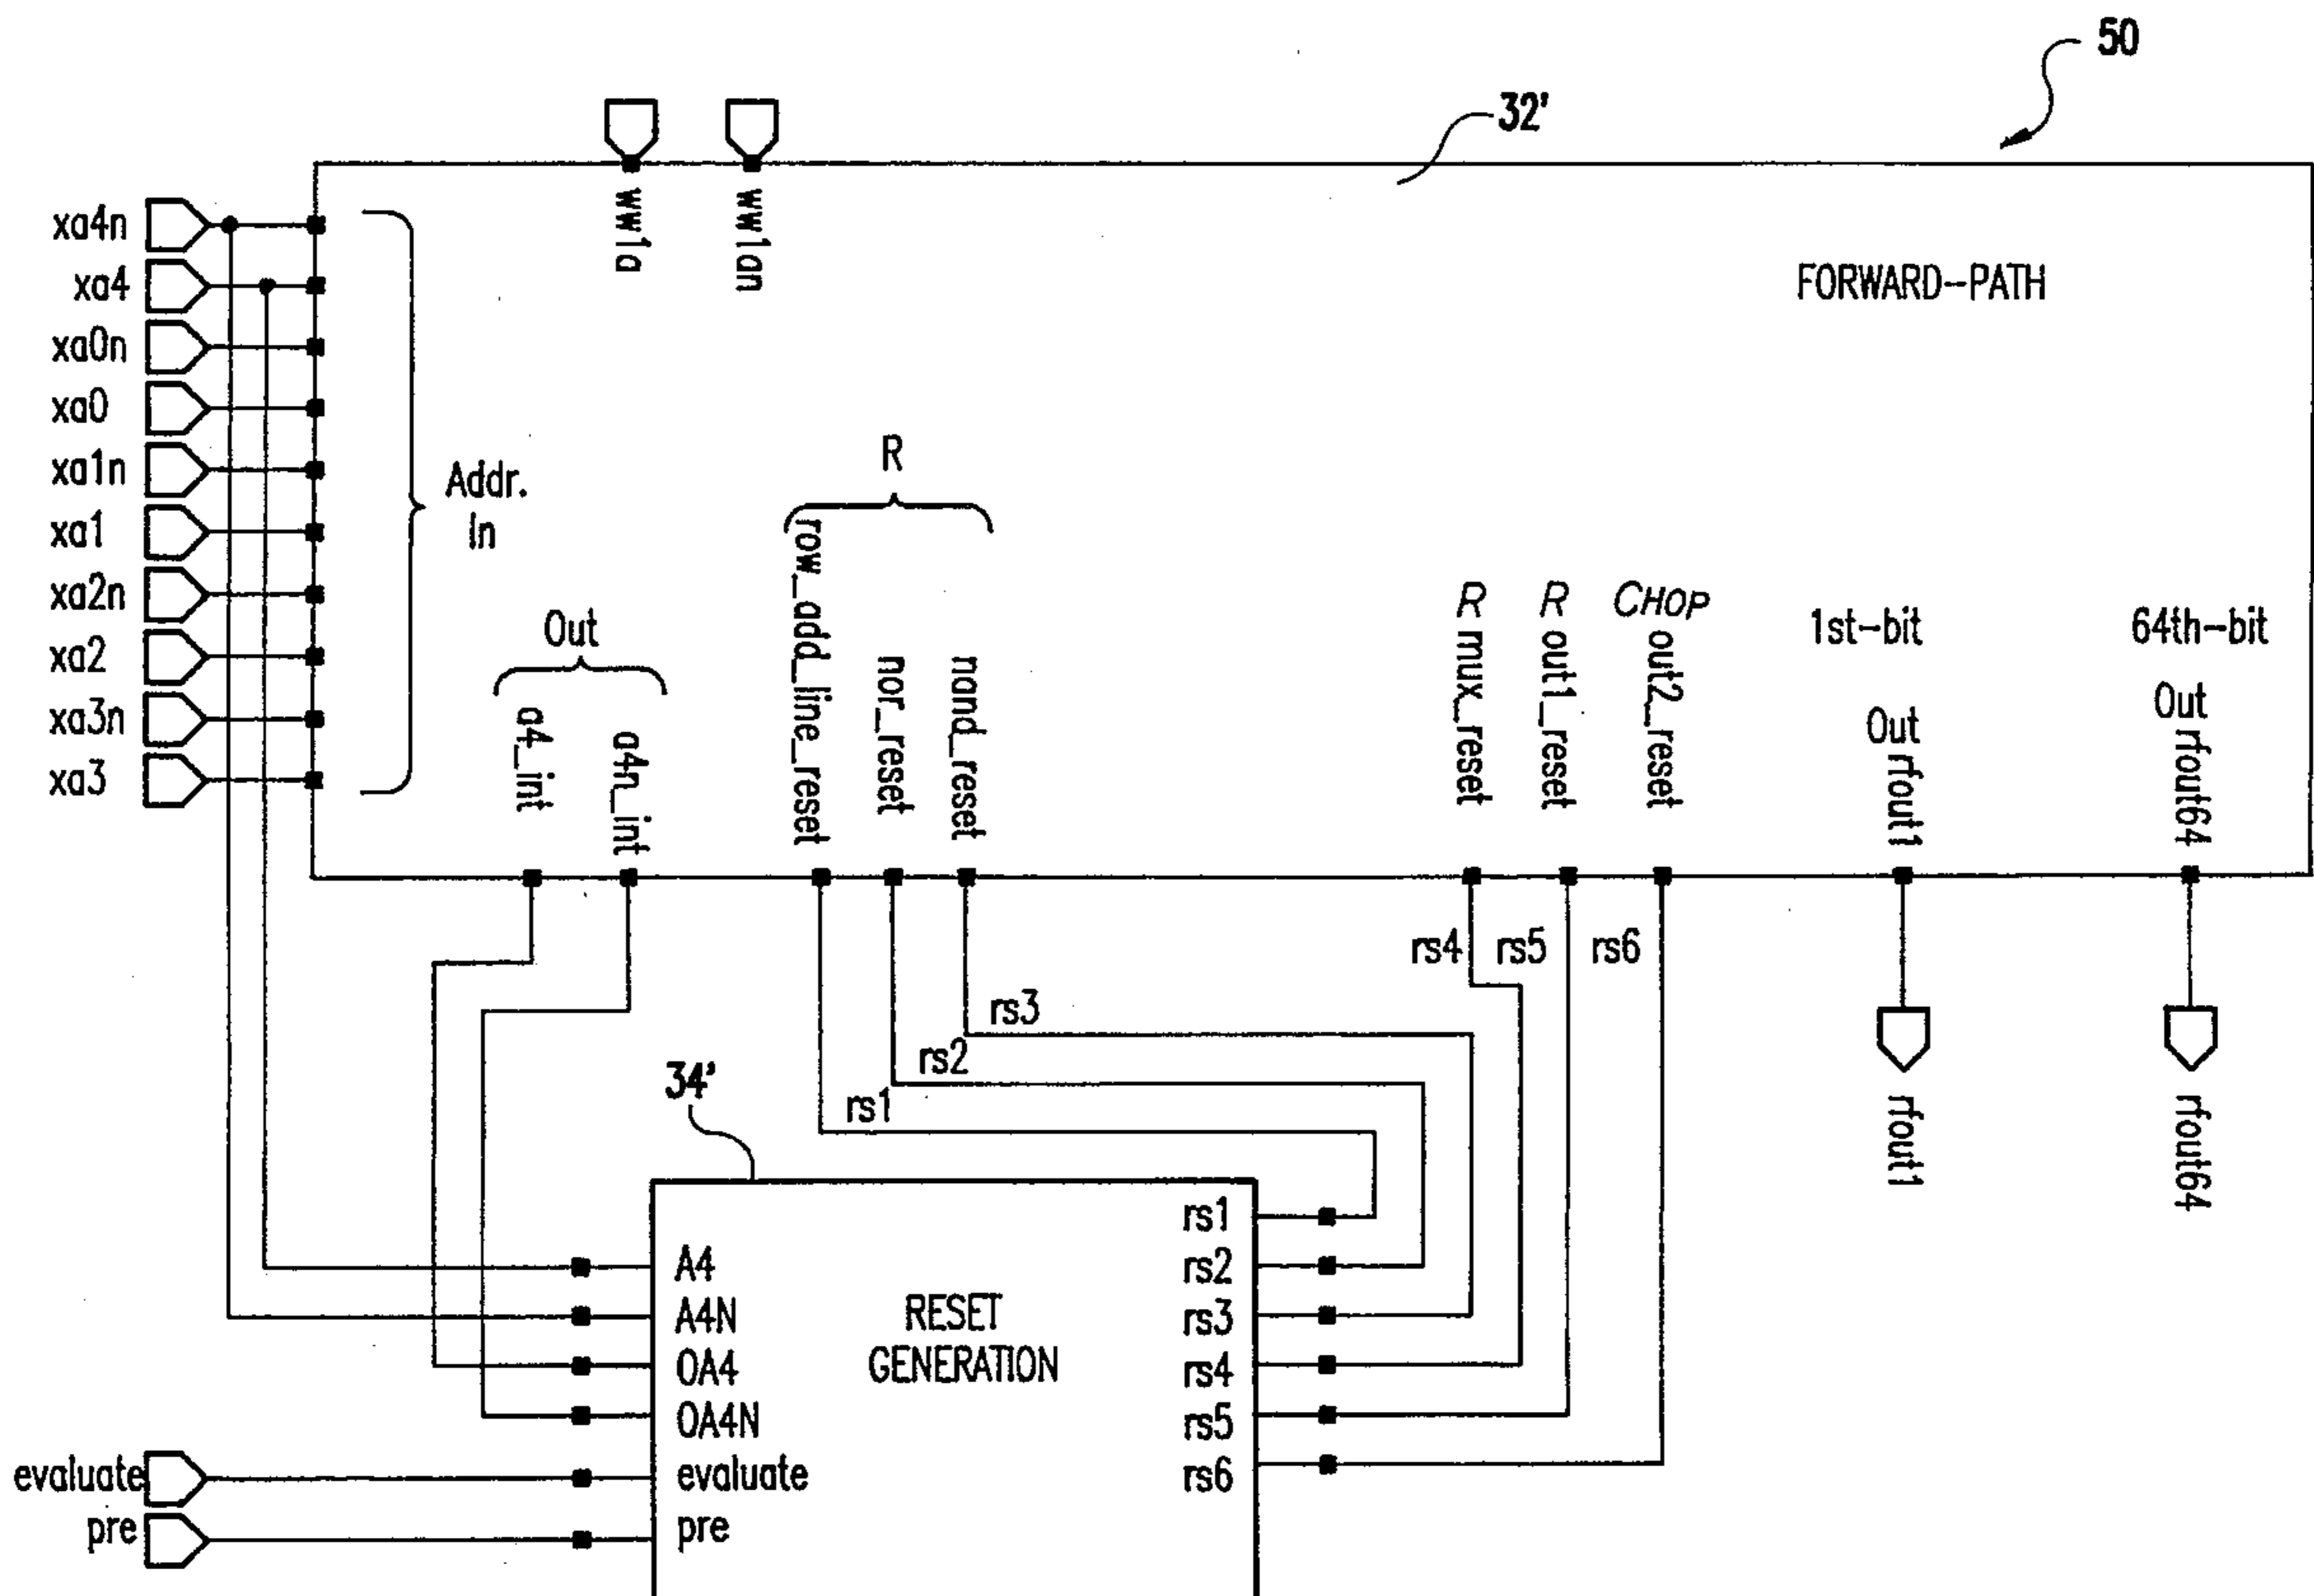 50
32'
ww1a
ww1an
FORWARD-PATH
xa4n
xa4
xa0n
xa0
xa1n
xa1
xa2n
xa2
xa3n
xa3
Addr.
In
Out
a4_int
a4n_int
R
row_add_line_reset
nor_reset
nand_reset
R mux_reset
R out1_reset
CHOP
out2_reset
1st-bit
Out rfout1
64th-bit
Out rfout64
rs4
rs5
rs6
rs3
rs2
rs1
rfout1
rfout64
34'
A4
A4N
OA4
OA4N
evaluate
pre
RESET
GENERATION
rs1
rs2
rs3
rs4
rs5
rs6
evaluate
pre